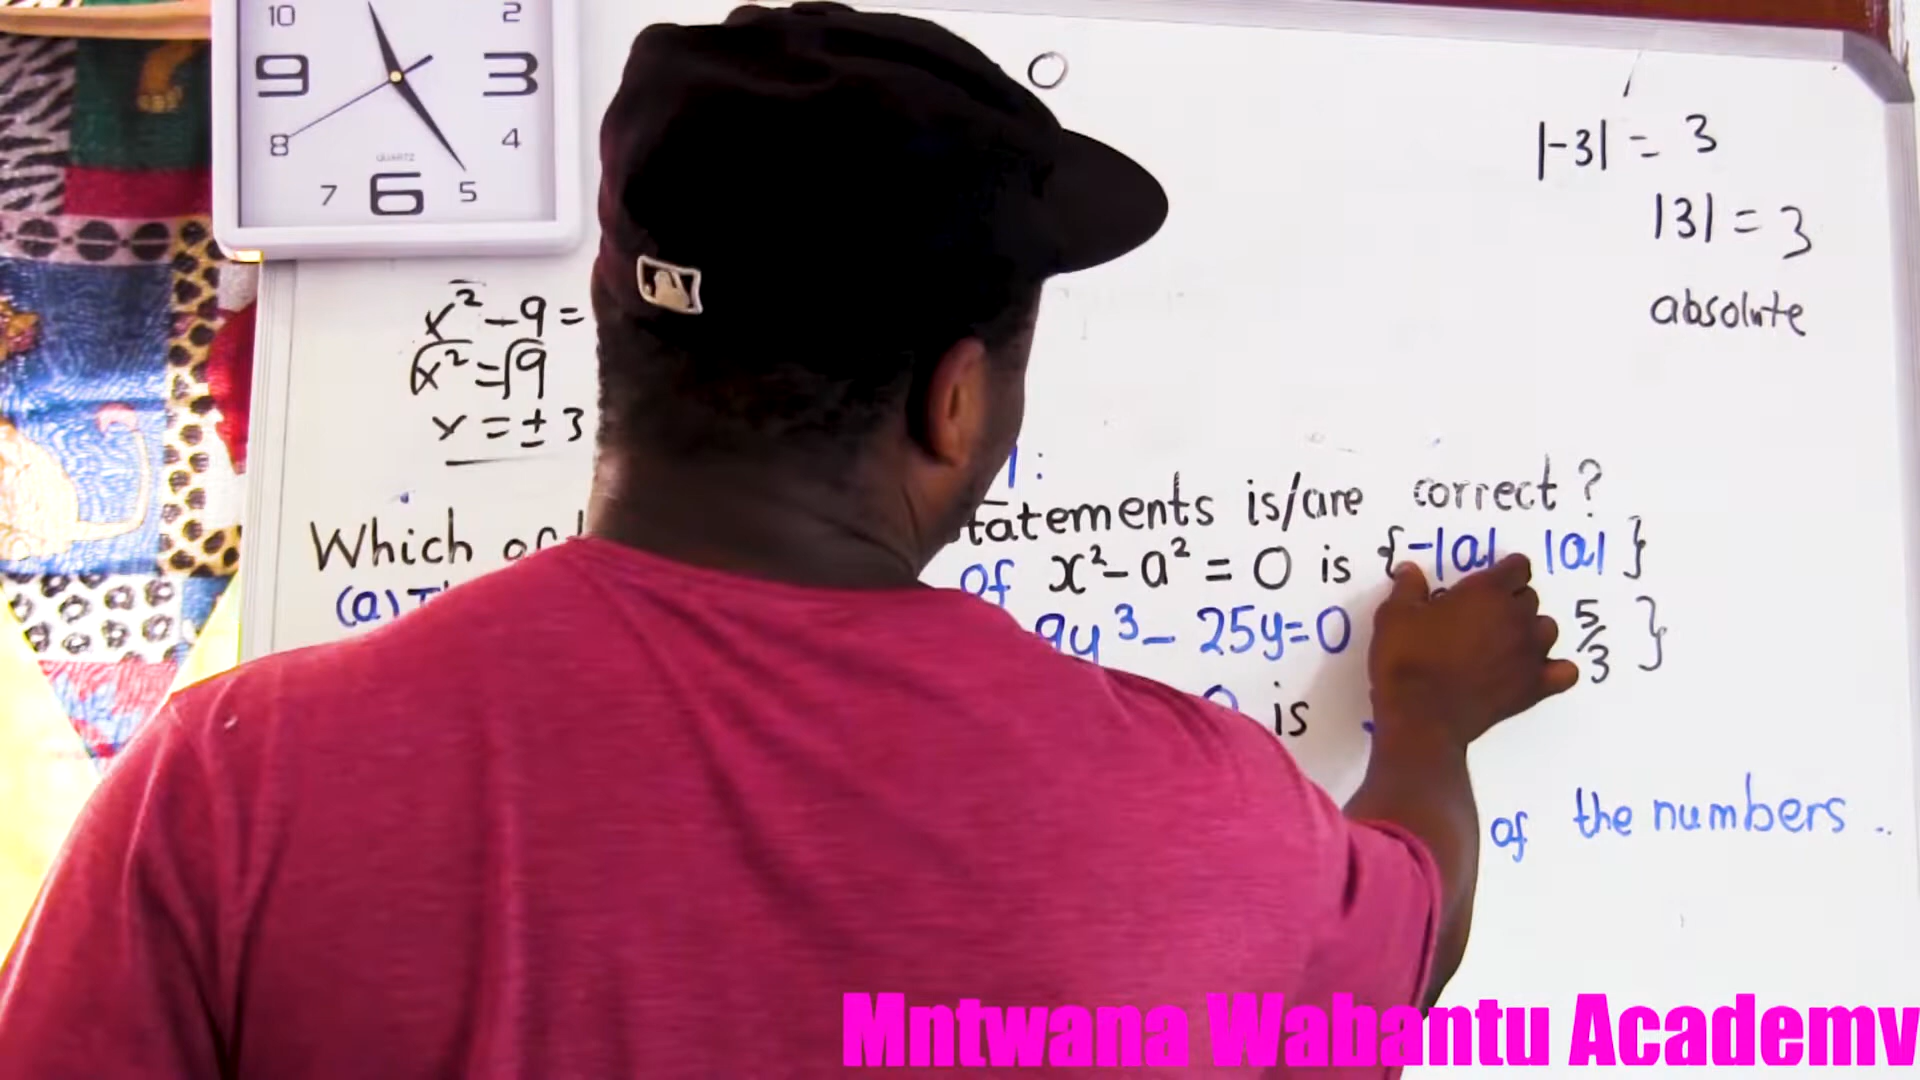 10 2
9 3
8 4
QUARTZ
7 6 5
0
|-3| = 3
|3| = 3
absolute
x² - 9 =
√x² = √9
x = ± 3
1:
Which statements is/are correct?
(a) of x² - a² = 0 is {-|a|, |a|}
9y³ - 25y = 0 5/3 }
0 is
of the numbers ..
Mntwana Wabantu Academy